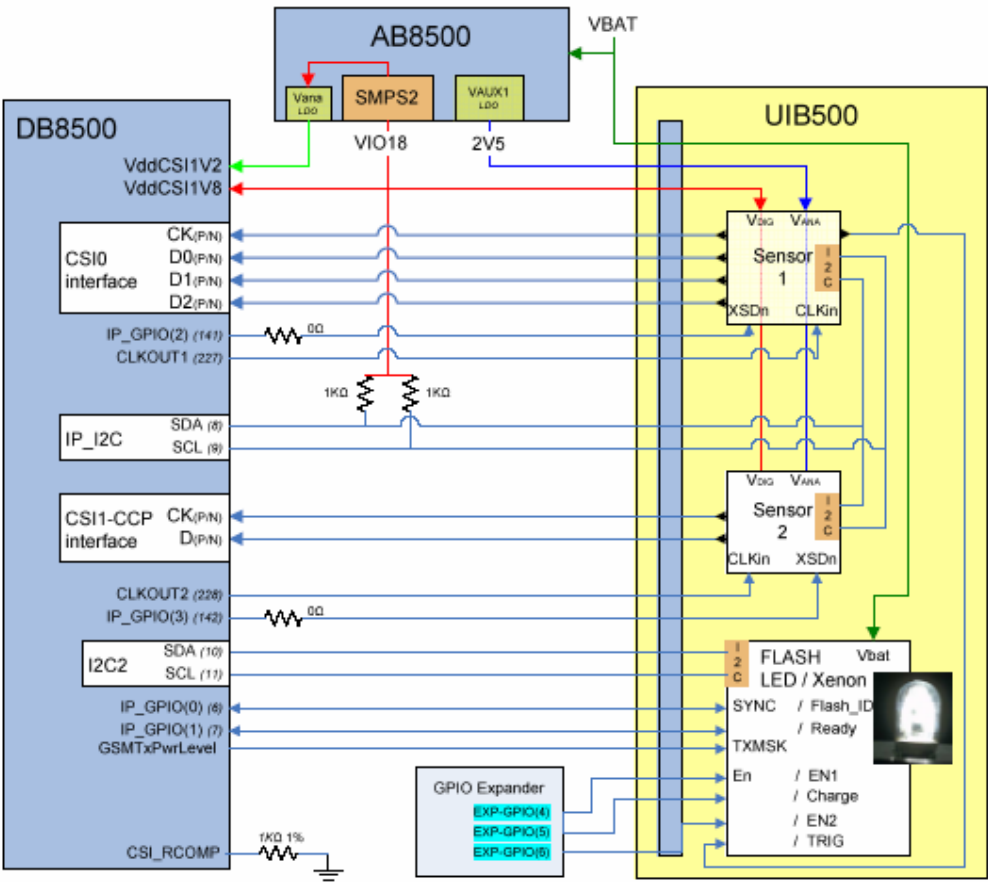 AB8500
VBAT
Vana
LDO
SMPS2
VAUX1
LDO
DB8500
UIB500
VIO18
2V5
VddCSI1V2
VddCSI1V8
CSI0
interface
CK(P/N)
D0(P/N)
D1(P/N)
D2(P/N)
VDIG VANA
Sensor
1
I
2
C
XSDn CLKin
IP_GPIO(2) (141)
0Ω
CLKOUT1 (227)
1KΩ
1KΩ
IP_I2C
SDA (8)
SCL (9)
VDIG VANA
Sensor
2
I
2
C
CLKin XSDn
CSI1-CCP
interface
CK(P/N)
D(P/N)
CLKOUT2 (228)
IP_GPIO(3) (142)
0Ω
I2C2
SDA (10)
SCL (11)
I
2
C
FLASH
LED / Xenon
Vbat
IP_GPIO(0) (6)
IP_GPIO(1) (7)
GSMTxPwrLevel
SYNC / Flash_ID
/ Ready
TXMSK
En / EN1
/ Charge
/ EN2
/ TRIG
GPIO Expander
EXP-GPIO(4)
EXP-GPIO(5)
EXP-GPIO(6)
CSI_RCOMP
1KΩ 1%